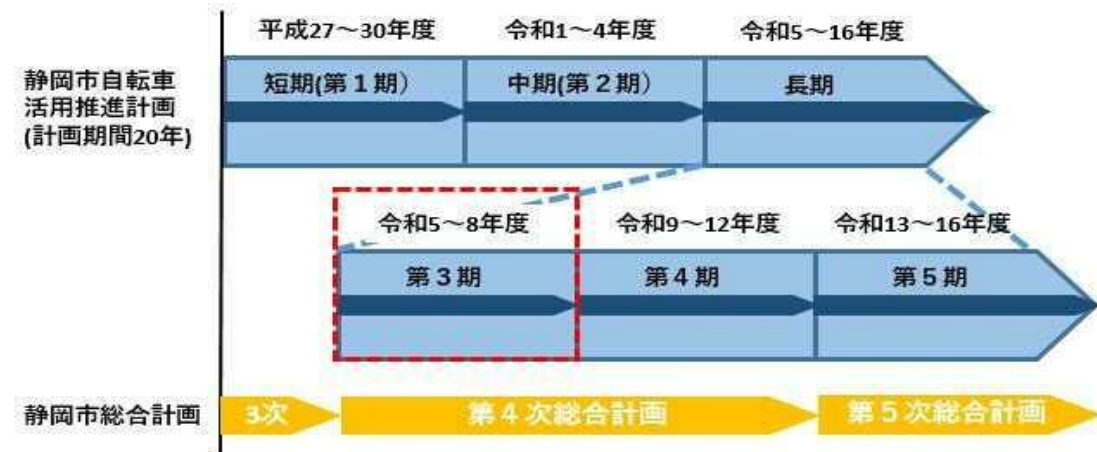 平成27～30年度
令和1～4年度
令和5～16年度
静岡市自転車
活用推進計画
(計画期間20年)
短期(第１期）
中期(第２期）
長期
令和5～8年度
令和9～12年度
令和13～16年度
第３期
第４期
第５期
静岡市総合計画
3次
第４次総合計画
第５次総合計画